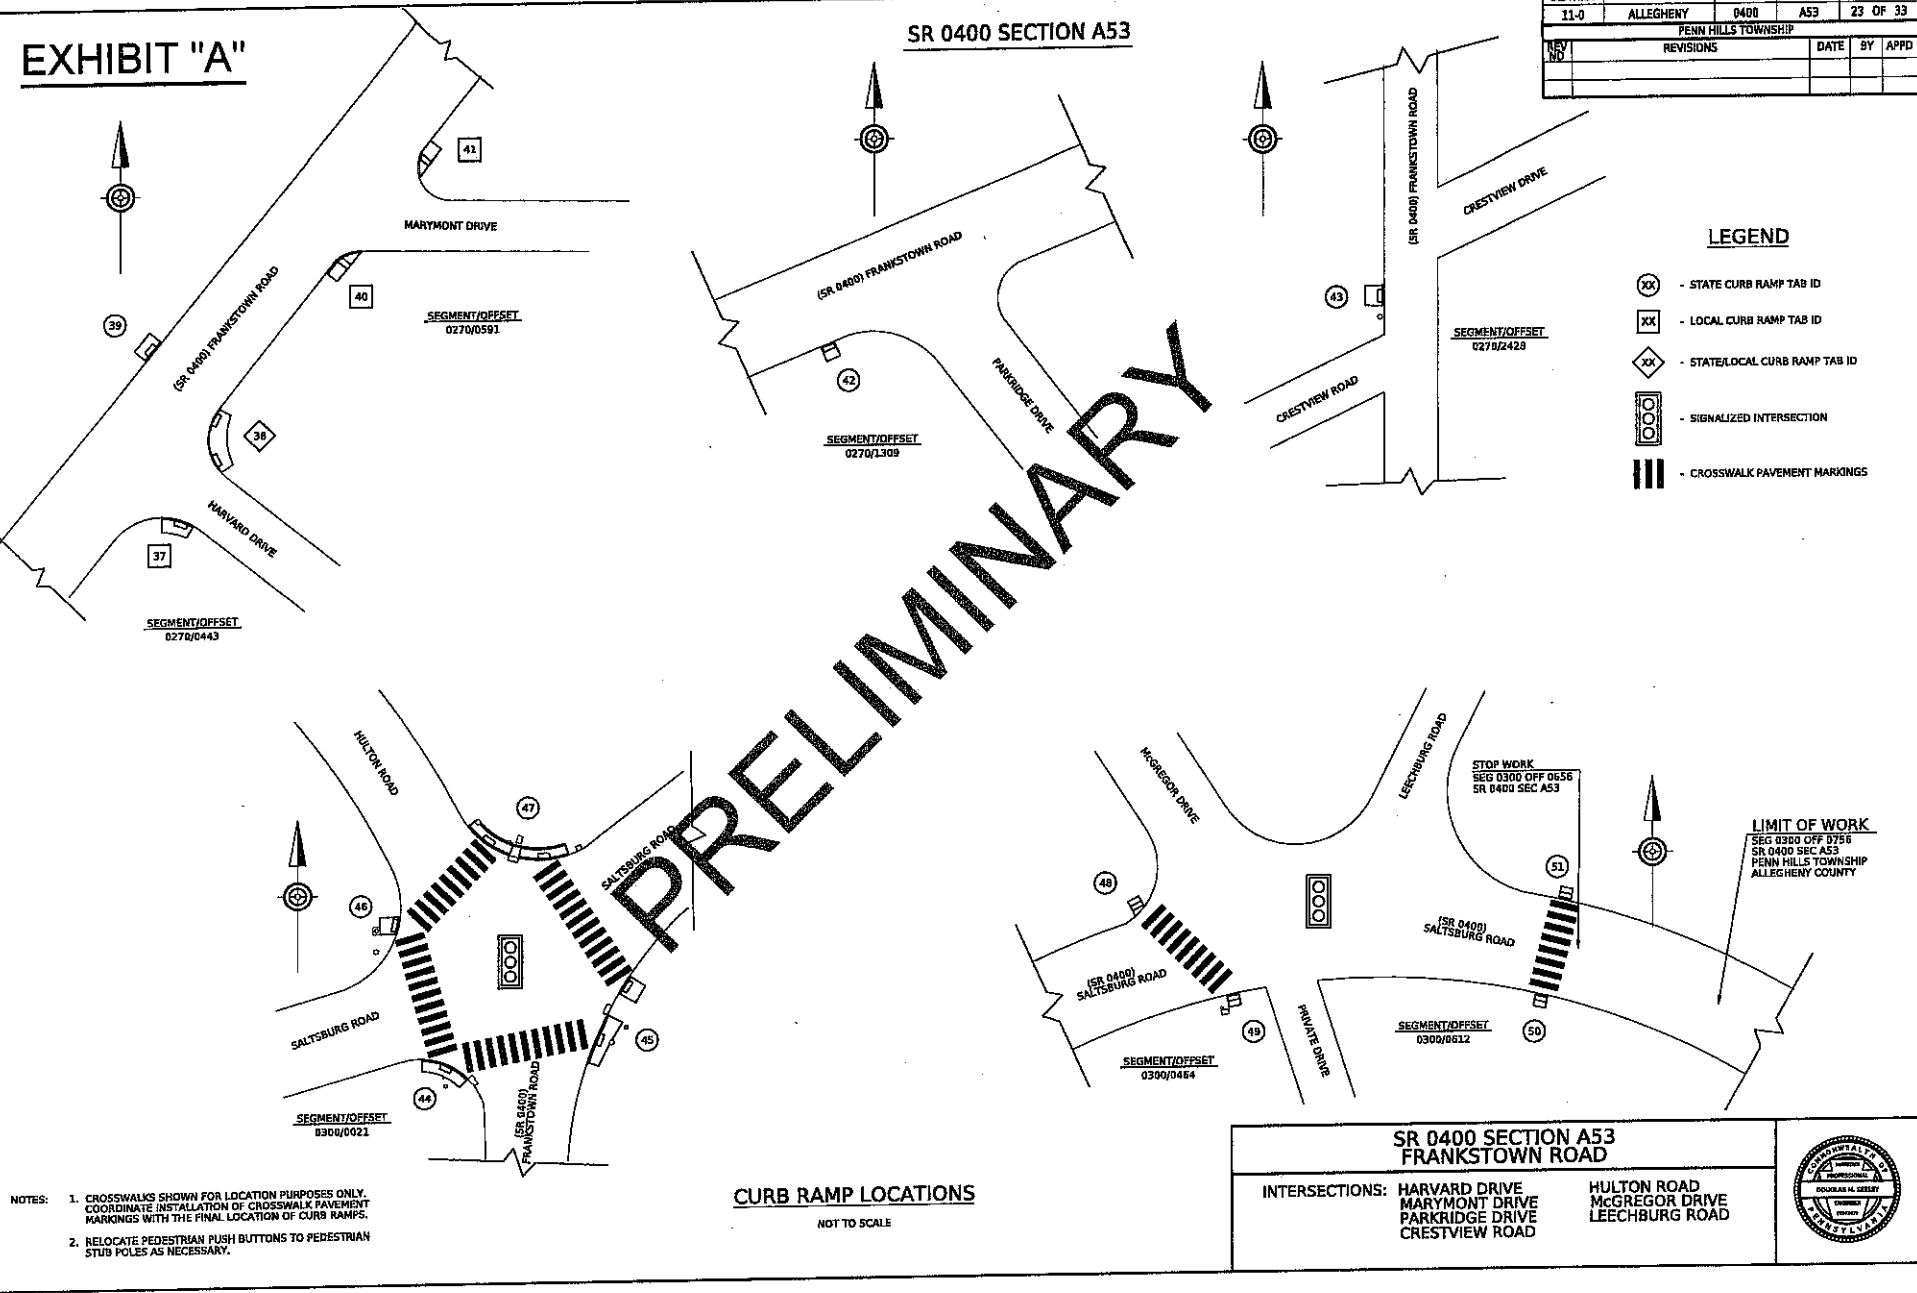 EXHIBIT "A"
SR 0400 SECTION A53
11-0 ALLEGHENY 0400 A53 23 OF 33
PENN HILLS TOWNSHIP
REV NO REVISIONS DATE BY APPD
41
MARYMONT DRIVE
40
39
(SR 0400) FRANKSTOWN ROAD
SEGMENT/OFFSET
0270/0591
38
HARVARD DRIVE
37
SEGMENT/OFFSET
0270/0443
(SR 0400) FRANKSTOWN ROAD
42
PARKRIDGE DRIVE
SEGMENT/OFFSET
0270/1309
(SR 0400) FRANKSTOWN ROAD
CRESTVIEW DRIVE
43
SEGMENT/OFFSET
0270/2428
CRESTVIEW ROAD
LEGEND
XX - STATE CURB RAMP TAB ID
XX - LOCAL CURB RAMP TAB ID
XX - STATE/LOCAL CURB RAMP TAB ID
- SIGNALIZED INTERSECTION
- CROSSWALK PAVEMENT MARKINGS
PRELIMINARY
HULTON ROAD
47
SALTSBURG ROAD
46
SALTSBURG ROAD
45
44
(SR 0400)
FRANKSTOWN ROAD
SEGMENT/OFFSET
0300/0021
McGREGOR DRIVE
LEECHBURG ROAD
STOP WORK
SEG 0300 OFF 0656
SR 0400 SEC A53
LIMIT OF WORK
SEG 0300 OFF 0756
SR 0400 SEC A53
PENN HILLS TOWNSHIP
ALLEGHENY COUNTY
48
51
(SR 0400)
SALTSBURG ROAD
(SR 0400)
SALTSBURG ROAD
49
PRIVATE DRIVE
50
SEGMENT/OFFSET
0300/0612
SEGMENT/OFFSET
0300/0464
NOTES: 1. CROSSWALKS SHOWN FOR LOCATION PURPOSES ONLY.
COORDINATE INSTALLATION OF CROSSWALK PAVEMENT
MARKINGS WITH THE FINAL LOCATION OF CURB RAMPS.
2. RELOCATE PEDESTRIAN PUSH BUTTONS TO PEDESTRIAN
STUB POLES AS NECESSARY.
CURB RAMP LOCATIONS
NOT TO SCALE
SR 0400 SECTION A53
FRANKSTOWN ROAD
INTERSECTIONS: HARVARD DRIVE HULTON ROAD
MARYMONT DRIVE McGREGOR DRIVE
PARKRIDGE DRIVE LEECHBURG ROAD
CRESTVIEW ROAD
COMMONWEALTH OF
PROFESSIONAL
DOUGLAS M. SEELEY
ENGINEER
PENNSYLVANIA